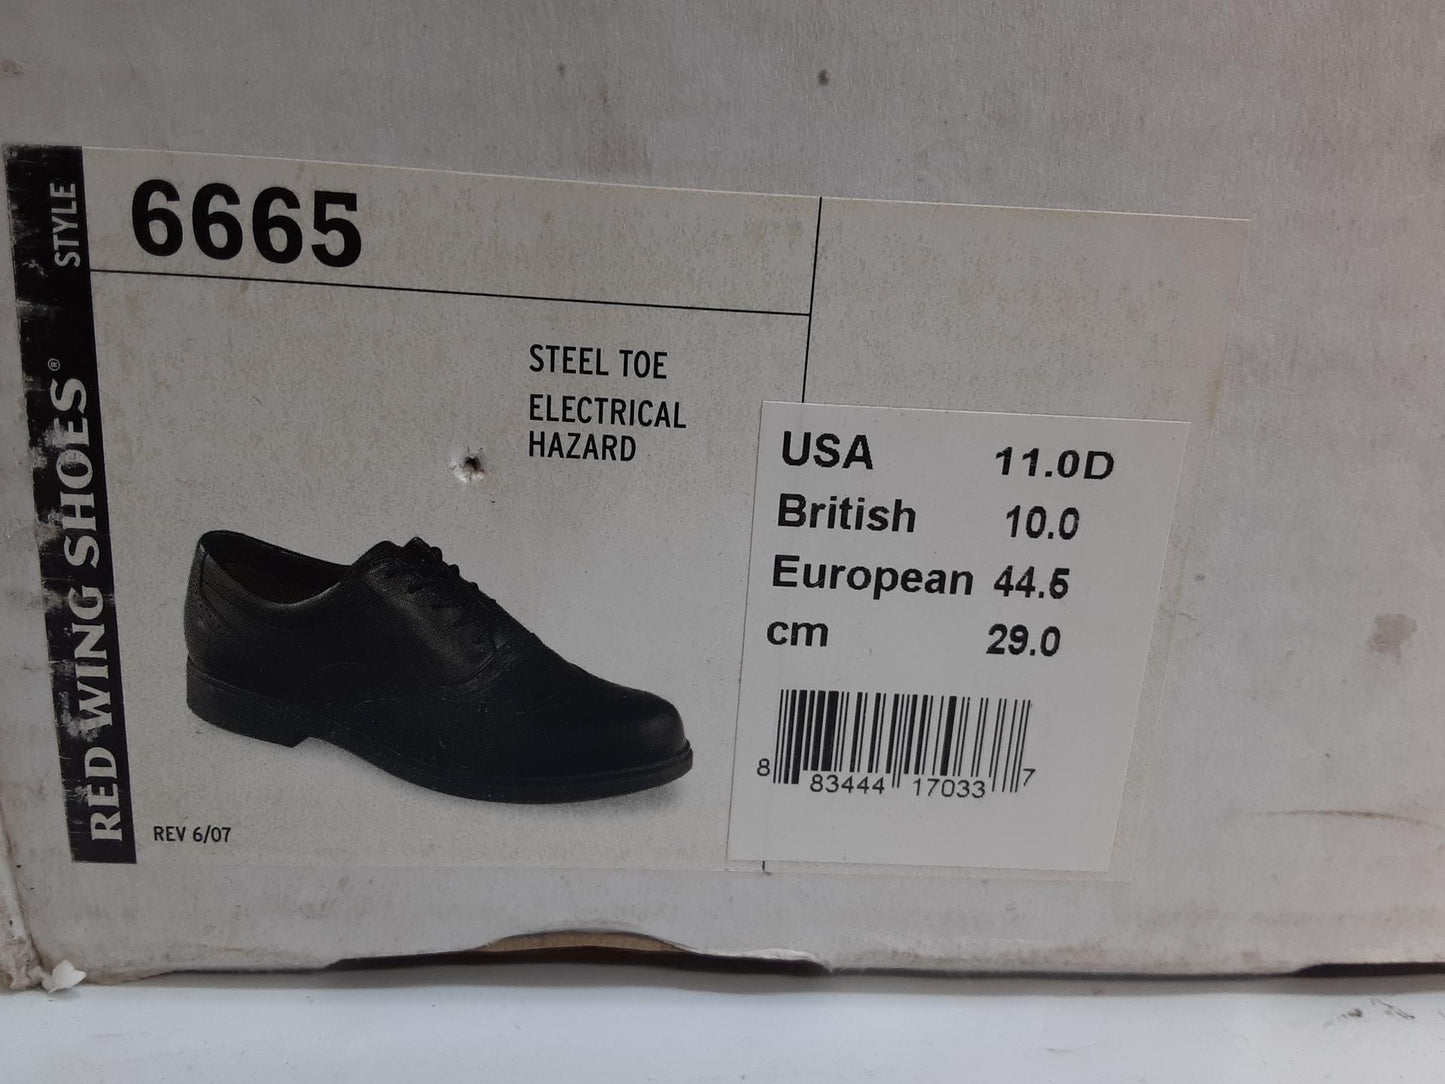 STYLE
6665
RED WING SHOES®
STEEL TOE
ELECTRICAL
HAZARD
REV 6/07
USA 11.0D
British 10.0
European 44.5
cm 29.0
8 83444 17033 7